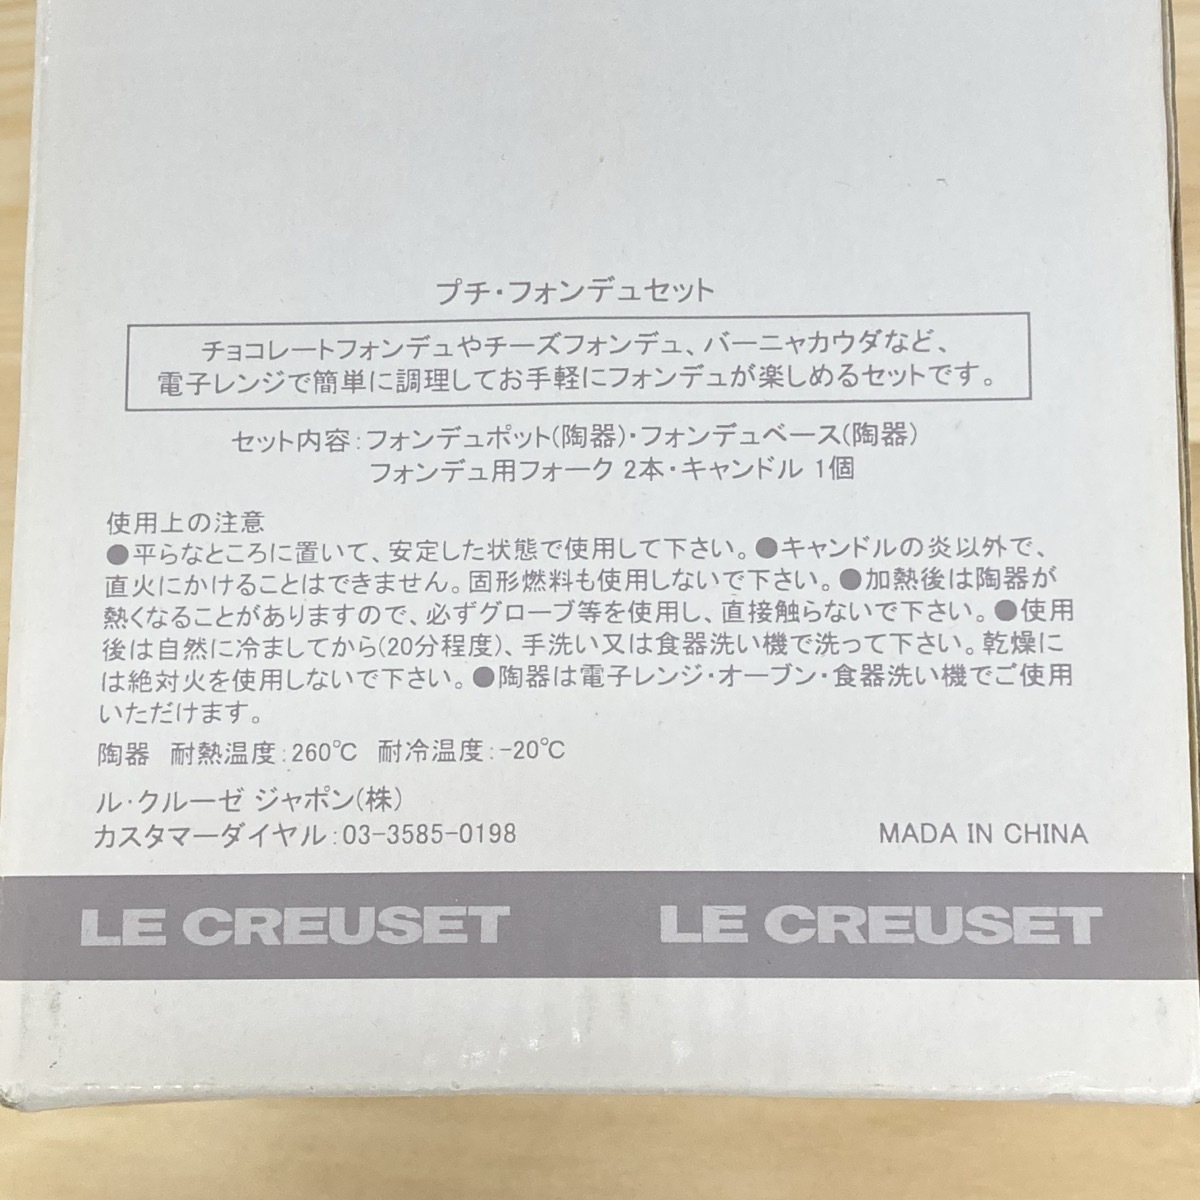 プチ・フォンデュセット
チョコレートフォンデュやチーズフォンデュ、バーニャカウダなど、
電子レンジで簡単に調理してお手軽にフォンデュが楽しめるセットです。
セット内容:フォンデュポット(陶器)・フォンデュベース(陶器)
フォンデュ用フォーク 2本・キャンドル 1個
使用上の注意
●平らなところに置いて、安定した状態で使用して下さい。●キャンドルの炎以外で、
直火にかけることはできません。固形燃料も使用しないで下さい。●加熱後は陶器が
熱くなることがありますので、必ずグローブ等を使用し、直接触らないで下さい。●使用
後は自然に冷ましてから(20分程度)、手洗い又は食器洗い機で洗って下さい。乾燥に
は絶対火を使用しないで下さい。●陶器は電子レンジ・オーブン・食器洗い機でご使用
いただけます。
陶器 耐熱温度:260℃ 耐冷温度:-20℃
ル・クルーゼ ジャポン(株)
カスタマーダイヤル:03-3585-0198
MADA IN CHINA
LE CREUSET
LE CREUSET